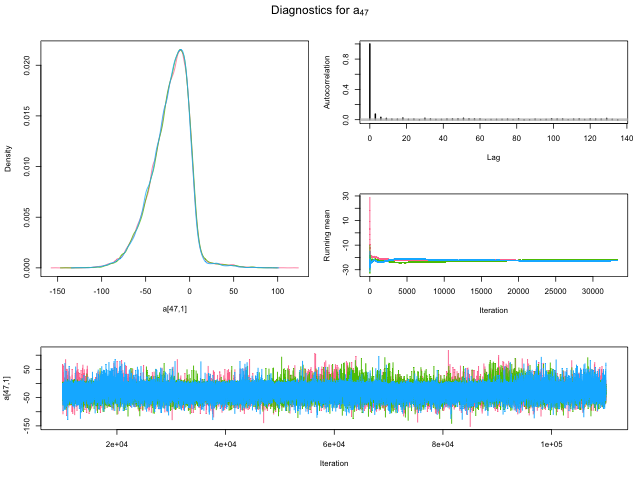 Diagnostics for a47
Density
0.000 0.005 0.010 0.015 0.020
-150 -100 -50 0 50 100
a[47,1]
Autocorrelation
0.0 0.4 0.8
0 20 40 60 80 100 120 140
Lag
Running mean
-30 -10 10 30
0 5000 10000 15000 20000 25000 30000
Iteration
a[47,1]
-150 -50 50
2e+04 4e+04 6e+04 8e+04 1e+05
Iteration